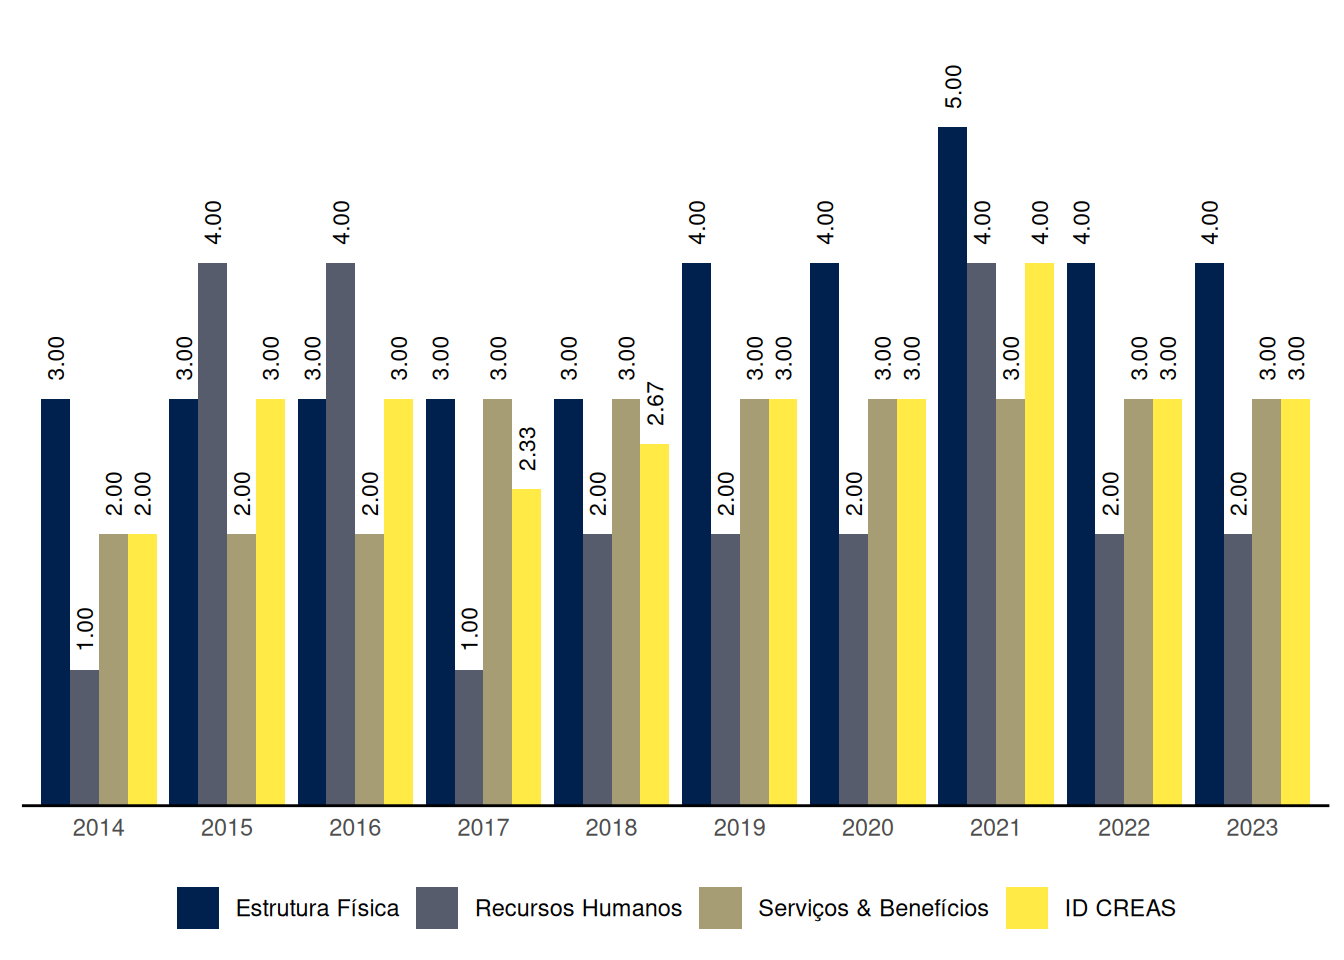 5.00
4.00 4.00 4.00 4.00 4.00 4.00 4.00 4.00
3.00 3.00 3.00 3.00 3.00 3.00 3.00 3.00 3.00 3.00 3.00 3.00 3.00 3.00 3.00 3.00 3.00
2.67
2.33
2.00 2.00 2.00 2.00 2.00 2.00 2.00 2.00 2.00
1.00 1.00
2014 2015 2016 2017 2018 2019 2020 2021 2022 2023
Estrutura Física Recursos Humanos Serviços & Benefícios ID CREAS